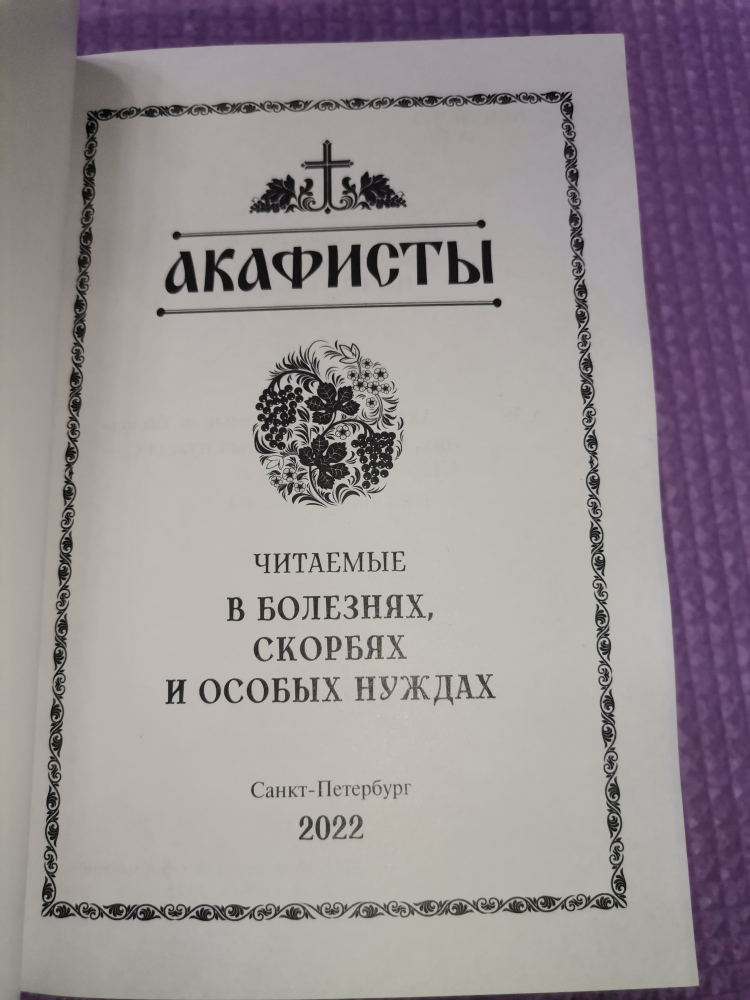 АКАФИСТЫ
ЧИТАЕМЫЕ
В БОЛЕЗНЯХ,
СКОРБЯХ
И ОСОБЫХ НУЖДАХ
Санкт-Петербург
2022